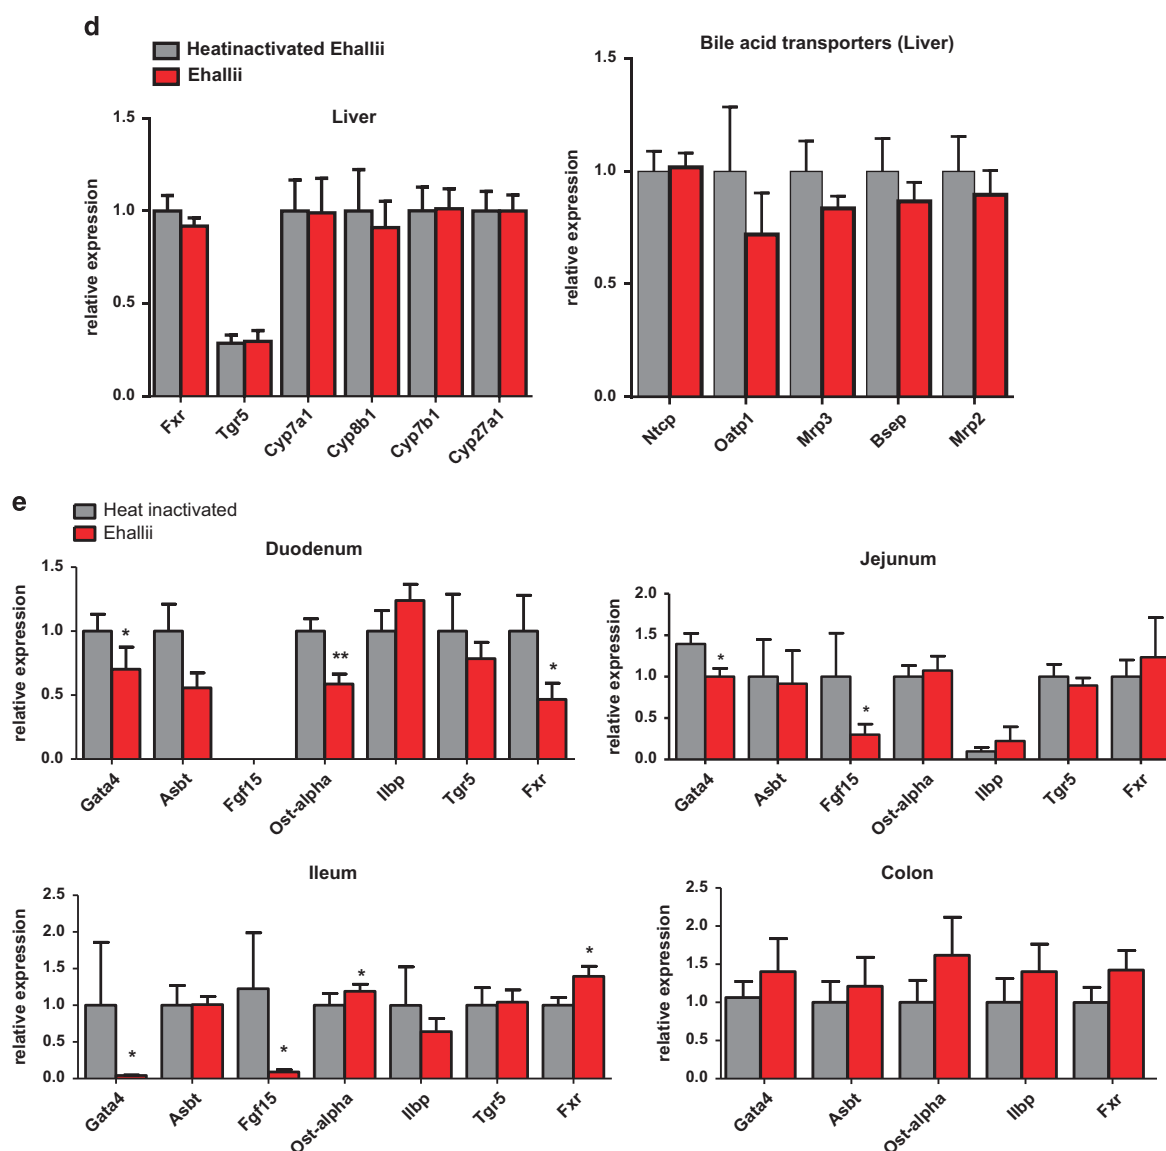 d
Heatinactivated Ehallii
Ehallii
Liver
relative expression
1.5
1.0
0.5
0.0
Fxr
Tgr5
Cyp7a1
Cyp8b1
Cyp7b1
Cyp27a1
Bile acid transporters (Liver)
relative expression
1.5
1.0
0.5
0.0
Ntcp
Oatp1
Mrp3
Bsep
Mrp2
e
Heat inactivated
Ehallii
Duodenum
relative expression
1.5
1.0
0.5
0.0
*
**
*
Gata4
Asbt
Fgf15
Ost-alpha
Ilbp
Tgr5
Fxr
Jejunum
relative expression
2.0
1.5
1.0
0.5
0.0
*
*
Gata4
Asbt
Fgf15
Ost-alpha
Ilbp
Tgr5
Fxr
Ileum
relative expression
2.5
2.0
1.5
1.0
0.5
0.0
*
*
*
*
Gata4
Asbt
Fgf15
Ost-alpha
Ilbp
Tgr5
Fxr
Colon
relative expression
2.5
2.0
1.5
1.0
0.5
0.0
Gata4
Asbt
Ost-alpha
Ilbp
Fxr